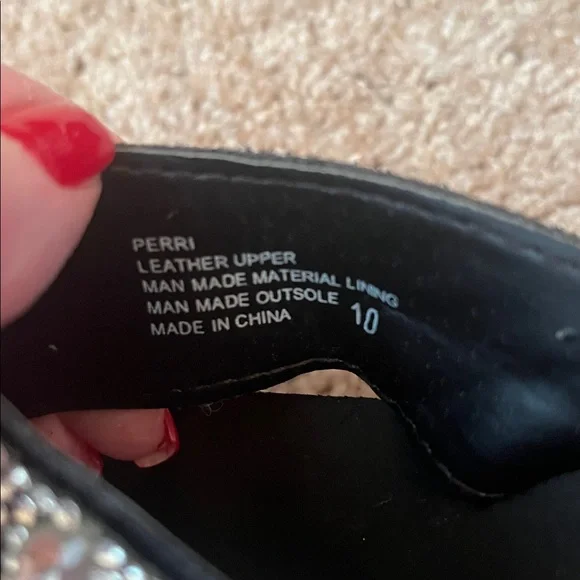 PERRI
LEATHER UPPER
MAN MADE MATERIAL LINING
MAN MADE OUTSOLE 10
MADE IN CHINA